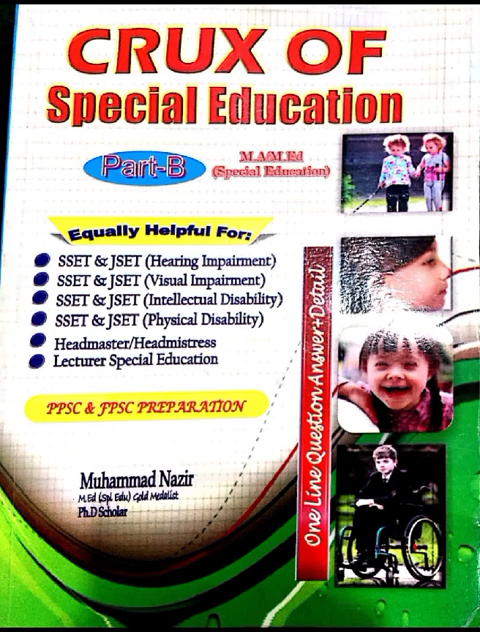 CRUX OF
Special Education
Part-B
M.A/M.Ed
(Special Education)
Equally Helpful For:
SSET & JSET (Hearing Impairment)
SSET & JSET (Visual Impairment)
SSET & JSET (Intellectual Disability)
SSET & JSET (Physical Disability)
Headmaster/Headmistress
Lecturer Special Education
PPSC & FPSC PREPARATION
One Line Question Answer+Detail
Muhammad Nazir
M.Ed (Spl Edu) Gold Medalist
Ph.D Scholar